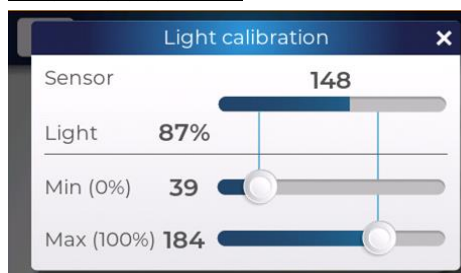 Light calibration
Sensor 148
Light 87%
Min (0%) 39
Max (100%) 184